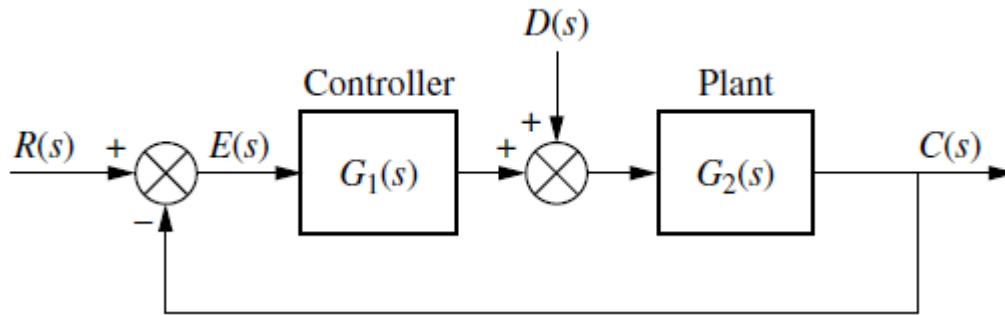 D(s)
Controller
Plant
R(s) + E(s) G₁(s) + + G₂(s) C(s)
−